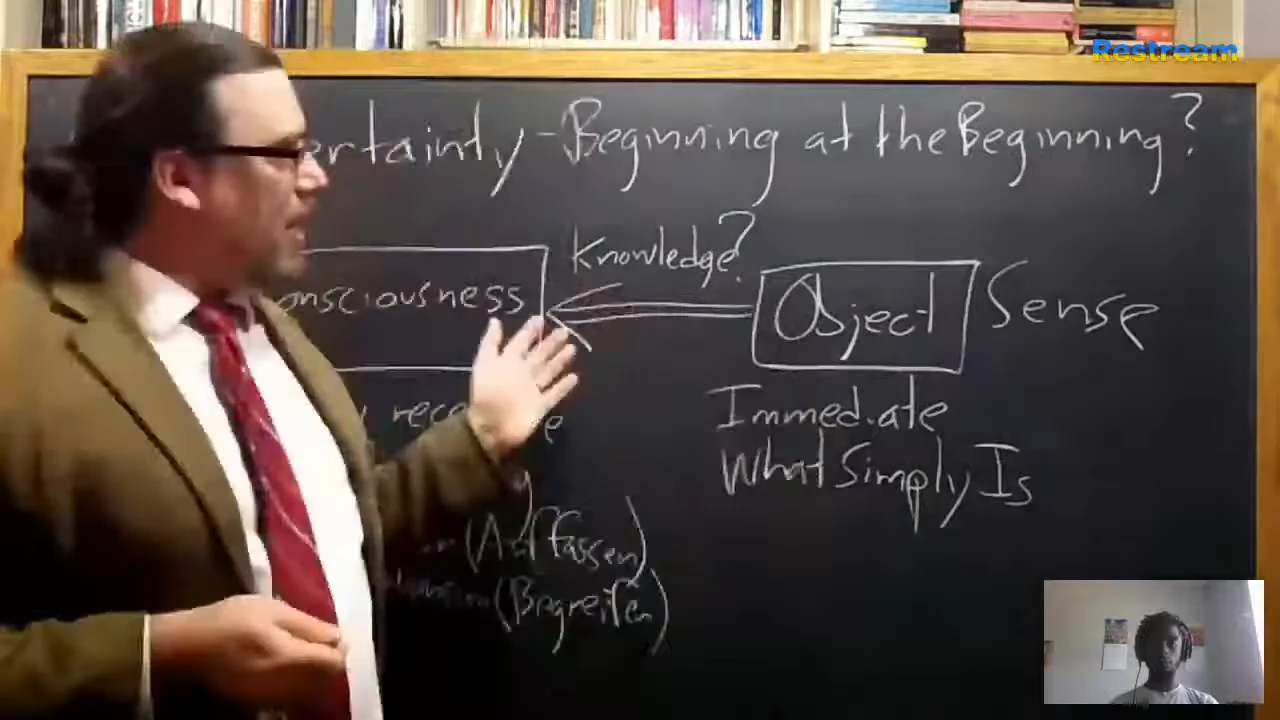 Restream
ertainty - Beginning at the Beginning?
Knowledge?
onsciousness
Object
Sense
Immediate
What Simply Is
(Auffassen)
(Begreifen)